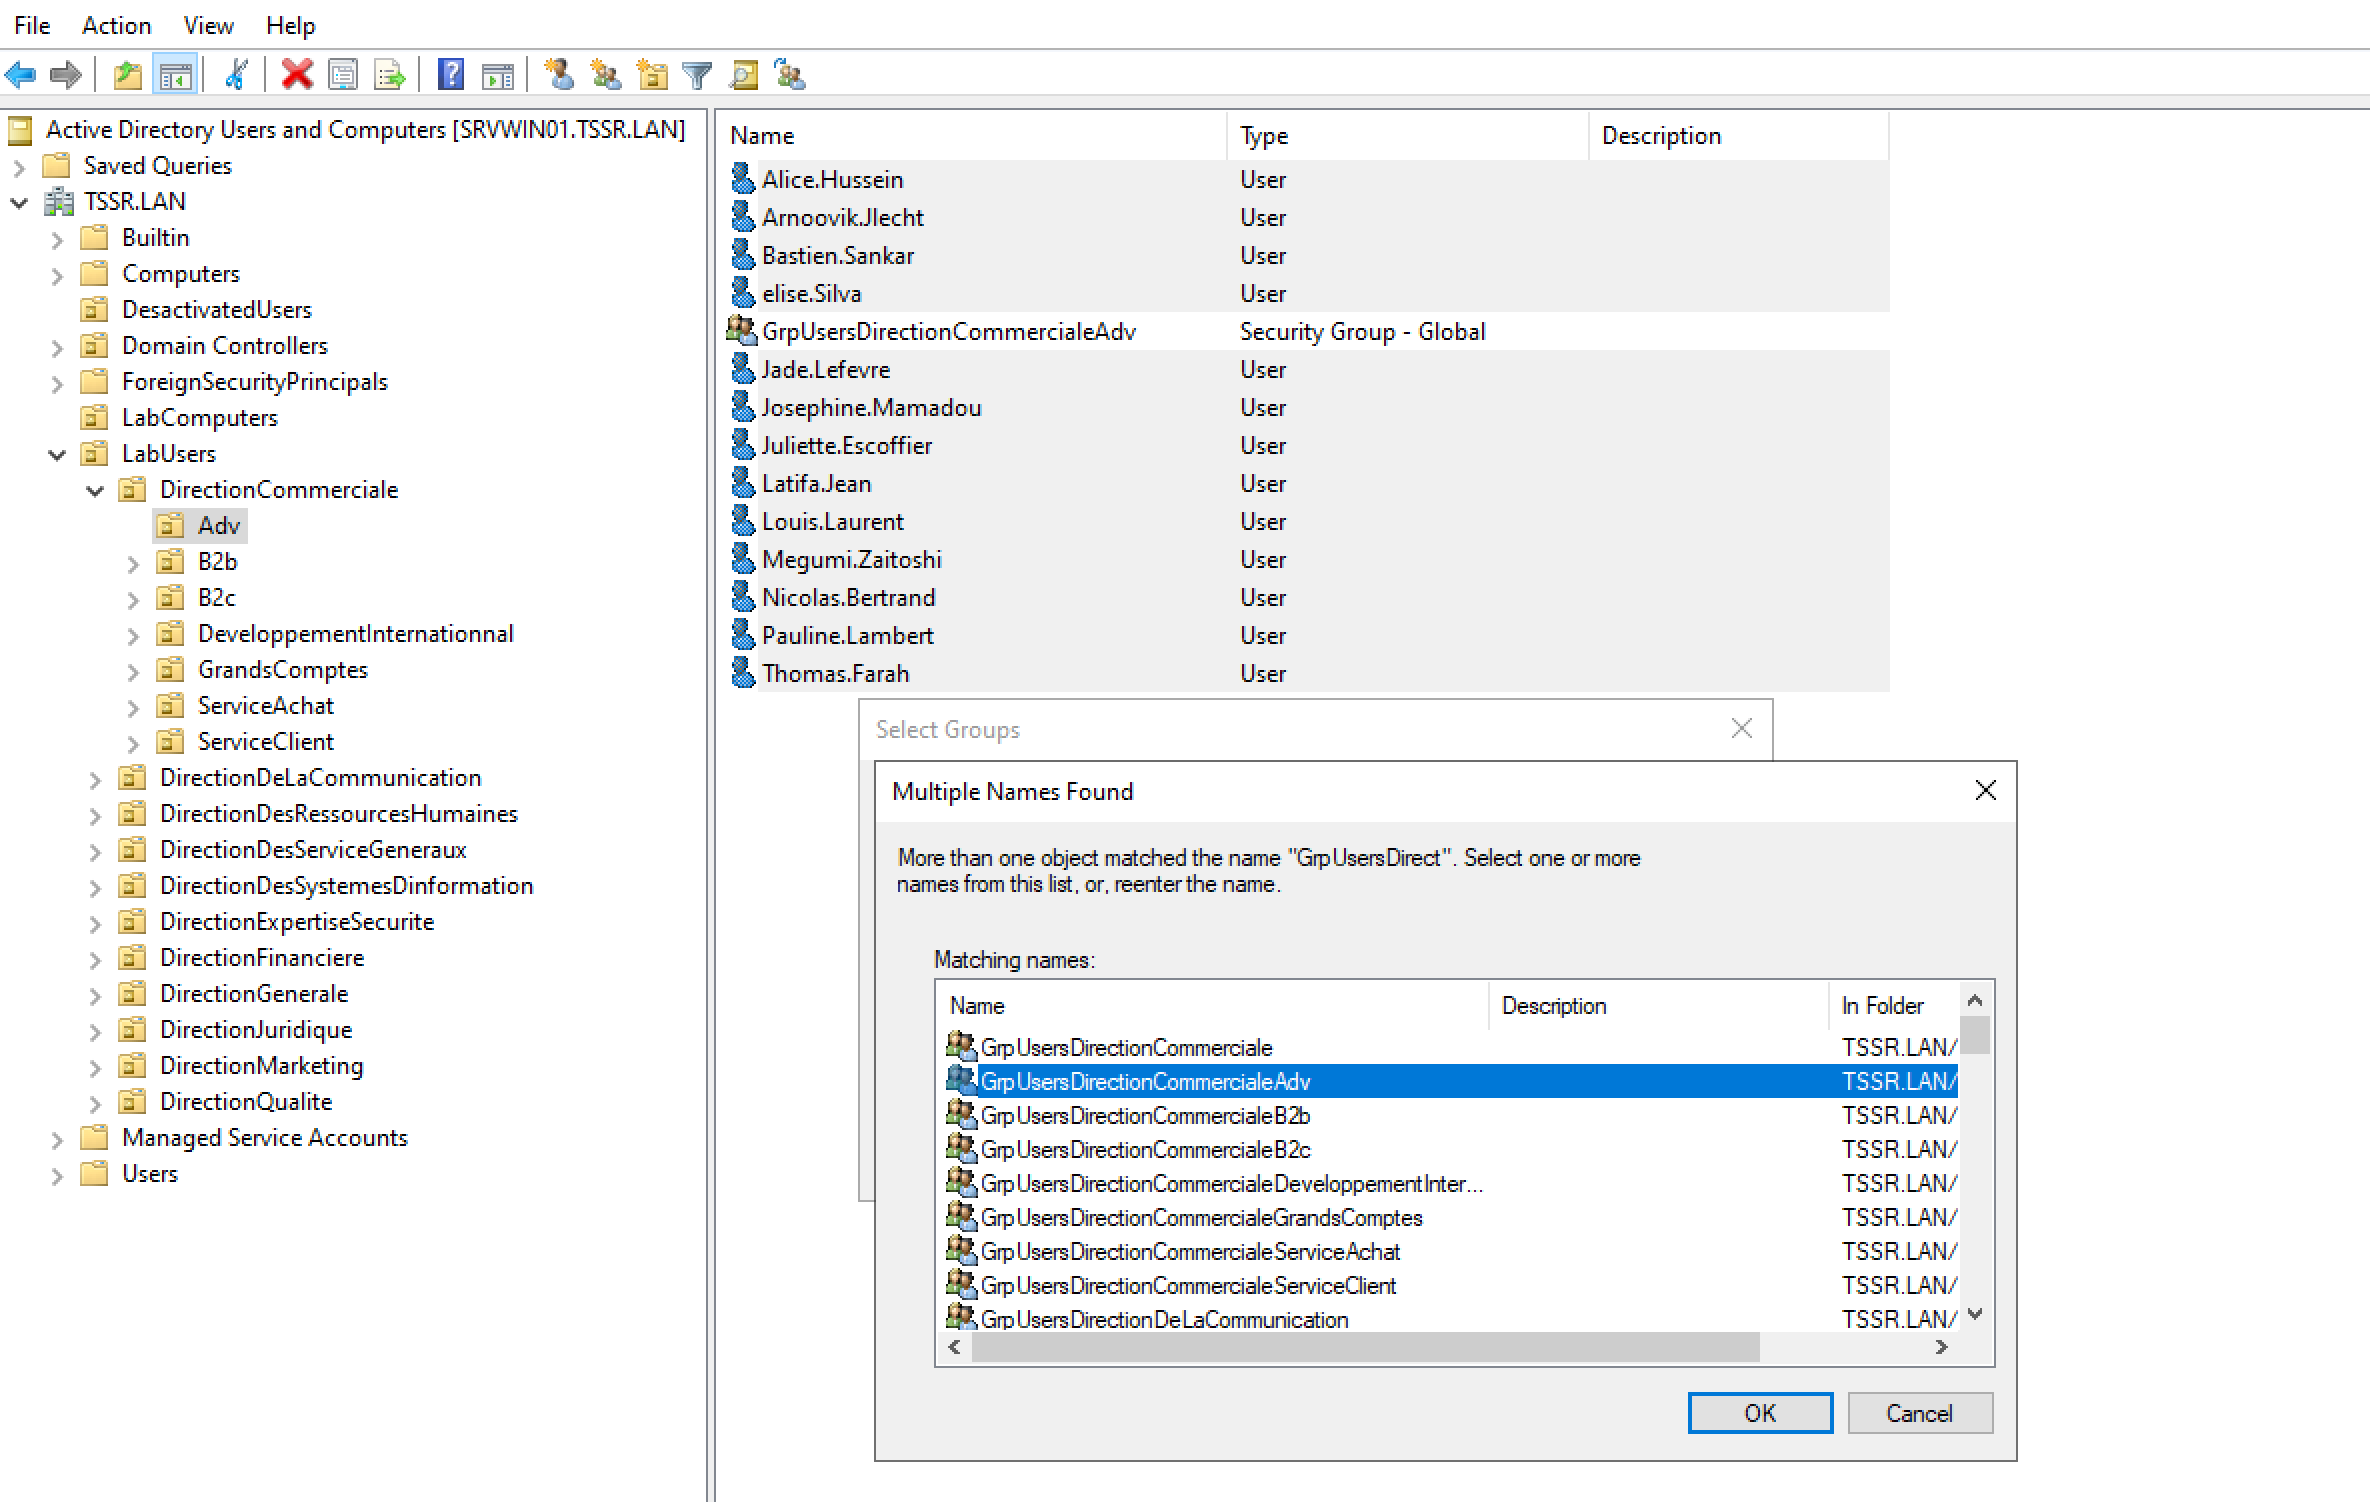 File Action View Help
Active Directory Users and Computers [SRVWIN01.TSSR.LAN]
Saved Queries
TSSR.LAN
Builtin
Computers
DesactivatedUsers
Domain Controllers
ForeignSecurityPrincipals
LabComputers
LabUsers
DirectionCommerciale
Adv
B2b
B2c
DeveloppementInternationnal
GrandsComptes
ServiceAchat
ServiceClient
DirectionDeLaCommunication
DirectionDesRessourcesHumaines
DirectionDesServiceGeneraux
DirectionDesSystemesDinformation
DirectionExpertiseSecurite
DirectionFinanciere
DirectionGenerale
DirectionJuridique
DirectionMarketing
DirectionQualite
Managed Service Accounts
Users
Name Type Description
Alice.Hussein User
Arnoovik.Jlecht User
Bastien.Sankar User
elise.Silva User
GrpUsersDirectionCommercialeAdv Security Group - Global
Jade.Lefevre User
Josephine.Mamadou User
Juliette.Escoffier User
Latifa.Jean User
Louis.Laurent User
Megumi.Zaitoshi User
Nicolas.Bertrand User
Pauline.Lambert User
Thomas.Farah User
Select Groups
Multiple Names Found
More than one object matched the name "GrpUsersDirect". Select one or more
names from this list, or, reenter the name.
Matching names:
Name Description In Folder
GrpUsersDirectionCommerciale TSSR.LAN/
GrpUsersDirectionCommercialeAdv TSSR.LAN/
GrpUsersDirectionCommercialeB2b TSSR.LAN/
GrpUsersDirectionCommercialeB2c TSSR.LAN/
GrpUsersDirectionCommercialeDeveloppementInter... TSSR.LAN/
GrpUsersDirectionCommercialeGrandsComptes TSSR.LAN/
GrpUsersDirectionCommercialeServiceAchat TSSR.LAN/
GrpUsersDirectionCommercialeServiceClient TSSR.LAN/
GrpUsersDirectionDeLaCommunication TSSR.LAN/
OK Cancel